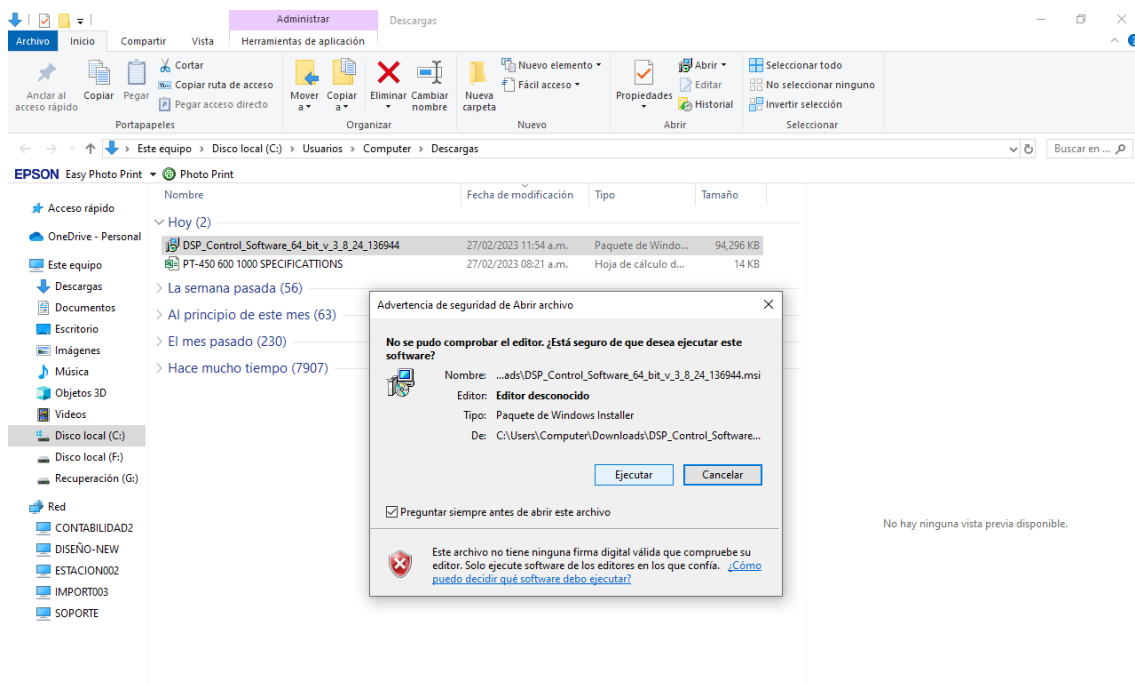 Administrar
Descargas
Archivo Inicio Compartir Vista Herramientas de aplicación
Anclar al acceso rápido
Copiar
Pegar
Cortar
Copiar ruta de acceso
Pegar acceso directo
Portapapeles
Mover a
Copiar a
Eliminar
Cambiar nombre
Organizar
Nueva carpeta
Nuevo elemento
Fácil acceso
Nuevo
Propiedades
Abrir
Editar
Historial
Abrir
Seleccionar todo
No seleccionar ninguno
Invertir selección
Seleccionar
Este equipo > Disco local (C:) > Usuarios > Computer > Descargas
Buscar en ...
EPSON Easy Photo Print Photo Print
Acceso rápido
OneDrive - Personal
Este equipo
Descargas
Documentos
Escritorio
Imágenes
Música
Objetos 3D
Videos
Disco local (C:)
Disco local (F:)
Recuperación (G:)
Red
CONTABILIDAD2
DISEÑO-NEW
ESTACION002
IMPORT003
SOPORTE
Nombre Fecha de modificación Tipo Tamaño
Hoy (2)
DSP_Control_Software_64_bit_v_3_8_24_136944 27/02/2023 11:54 a.m. Paquete de Windo... 94,296 KB
PT-450 600 1000 SPECIFICATTIONS 27/02/2023 08:21 a.m. Hoja de cálculo d... 14 KB
La semana pasada (56)
Al principio de este mes (63)
El mes pasado (230)
Hace mucho tiempo (7907)
Advertencia de seguridad de Abrir archivo
No se pudo comprobar el editor. ¿Está seguro de que desea ejecutar este
software?
Nombre: ...ads\DSP_Control_Software_64_bit_v_3_8_24_136944.msi
Editor: Editor desconocido
Tipo: Paquete de Windows Installer
De: C:\Users\Computer\Downloads\DSP_Control_Software...
Ejecutar Cancelar
Preguntar siempre antes de abrir este archivo
Este archivo no tiene ninguna firma digital válida que compruebe su
editor. Solo ejecute software de los editores en los que confía. ¿Cómo
puedo decidir qué software debo ejecutar?
No hay ninguna vista previa disponible.